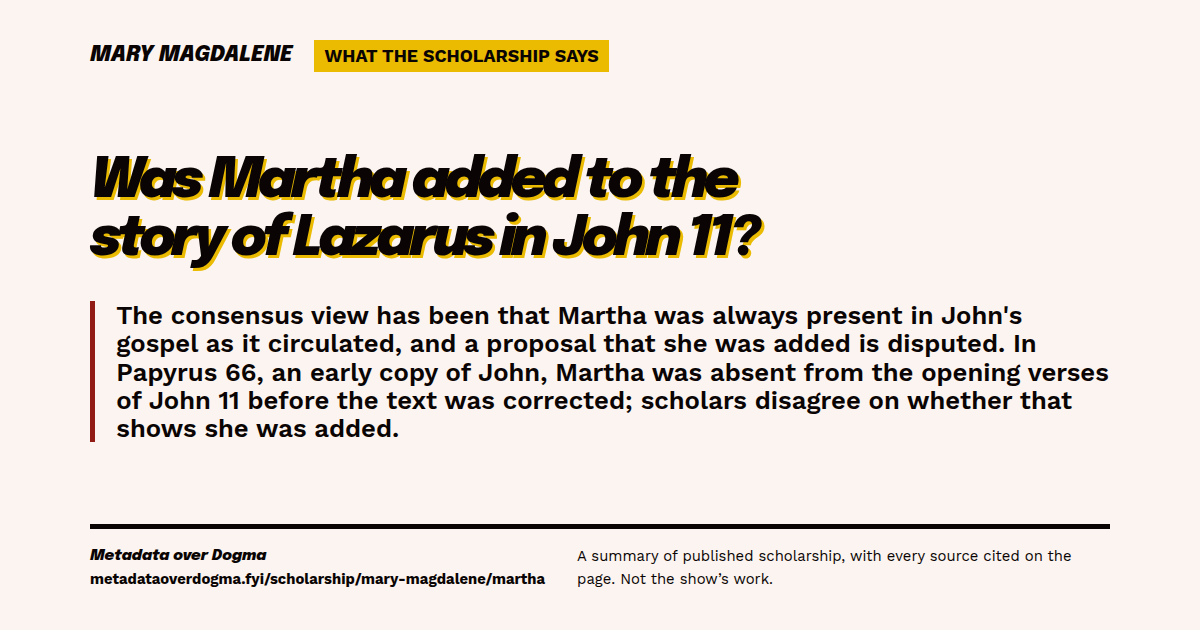 MARY MAGDALENE
WHAT THE SCHOLARSHIP SAYS
Was Martha added to the
story of Lazarus in John 11?
The consensus view has been that Martha was always present in John's
gospel as it circulated, and a proposal that she was added is disputed. In
Papyrus 66, an early copy of John, Martha was absent from the opening verses
of John 11 before the text was corrected; scholars disagree on whether that
shows she was added.
Metadata over Dogma
metadataoverdogma.fyi/scholarship/mary-magdalene/martha
A summary of published scholarship, with every source cited on the
page. Not the show’s work.